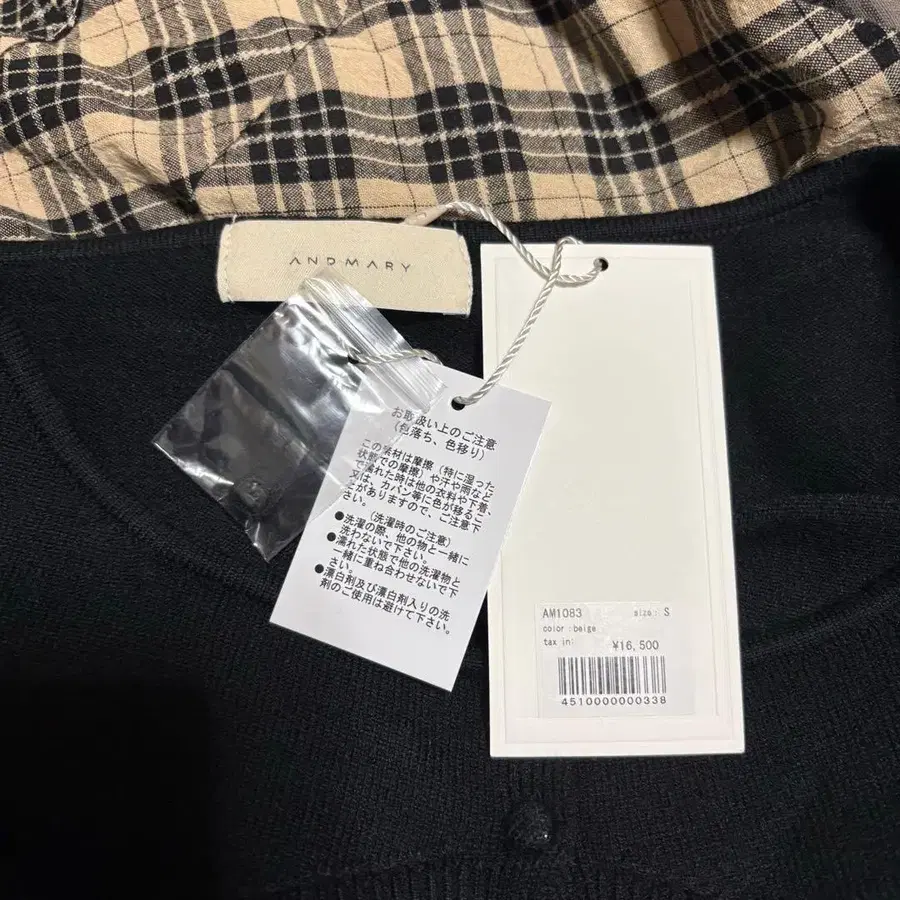 ANDMARY
お取扱い上のご注意
(色落ち、色移り)
この素材は摩擦（特に湿った
状態での摩擦）や汗や雨など
で濡れた時は他の衣料や下着、
又は、カバン等に色が移るこ
とがありますので、ご注意下
さい。
(洗濯時のご注意)
●洗濯の際、他の物と一緒に
洗わないで下さい。
●濡れた状態で他の洗濯物と
一緒に重ね合わせないで下
さい。
●漂白剤及び漂白剤入りの洗
剤のご使用は避けて下さい。
AM1083 size: S
color:beige
tax in: ¥16,500
4510000000338